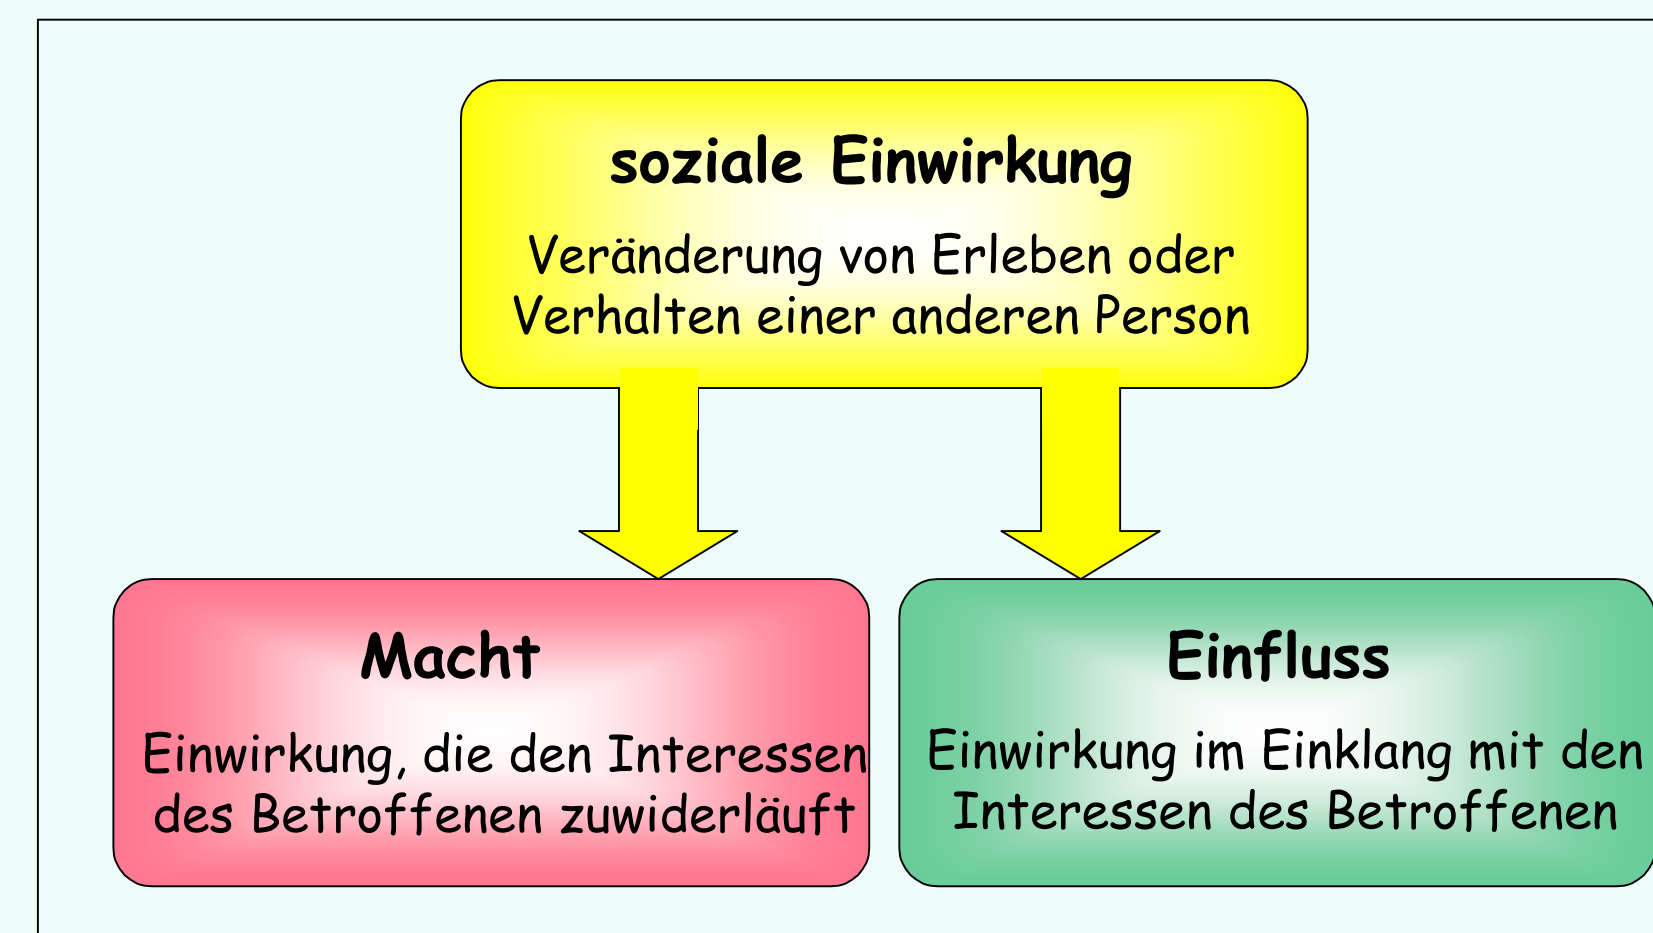 soziale Einwirkung
Veränderung von Erleben oder
Verhalten einer anderen Person
Macht
Einwirkung, die den Interessen
des Betroffenen zuwiderläuft
Einfluss
Einwirkung im Einklang mit den
Interessen des Betroffenen